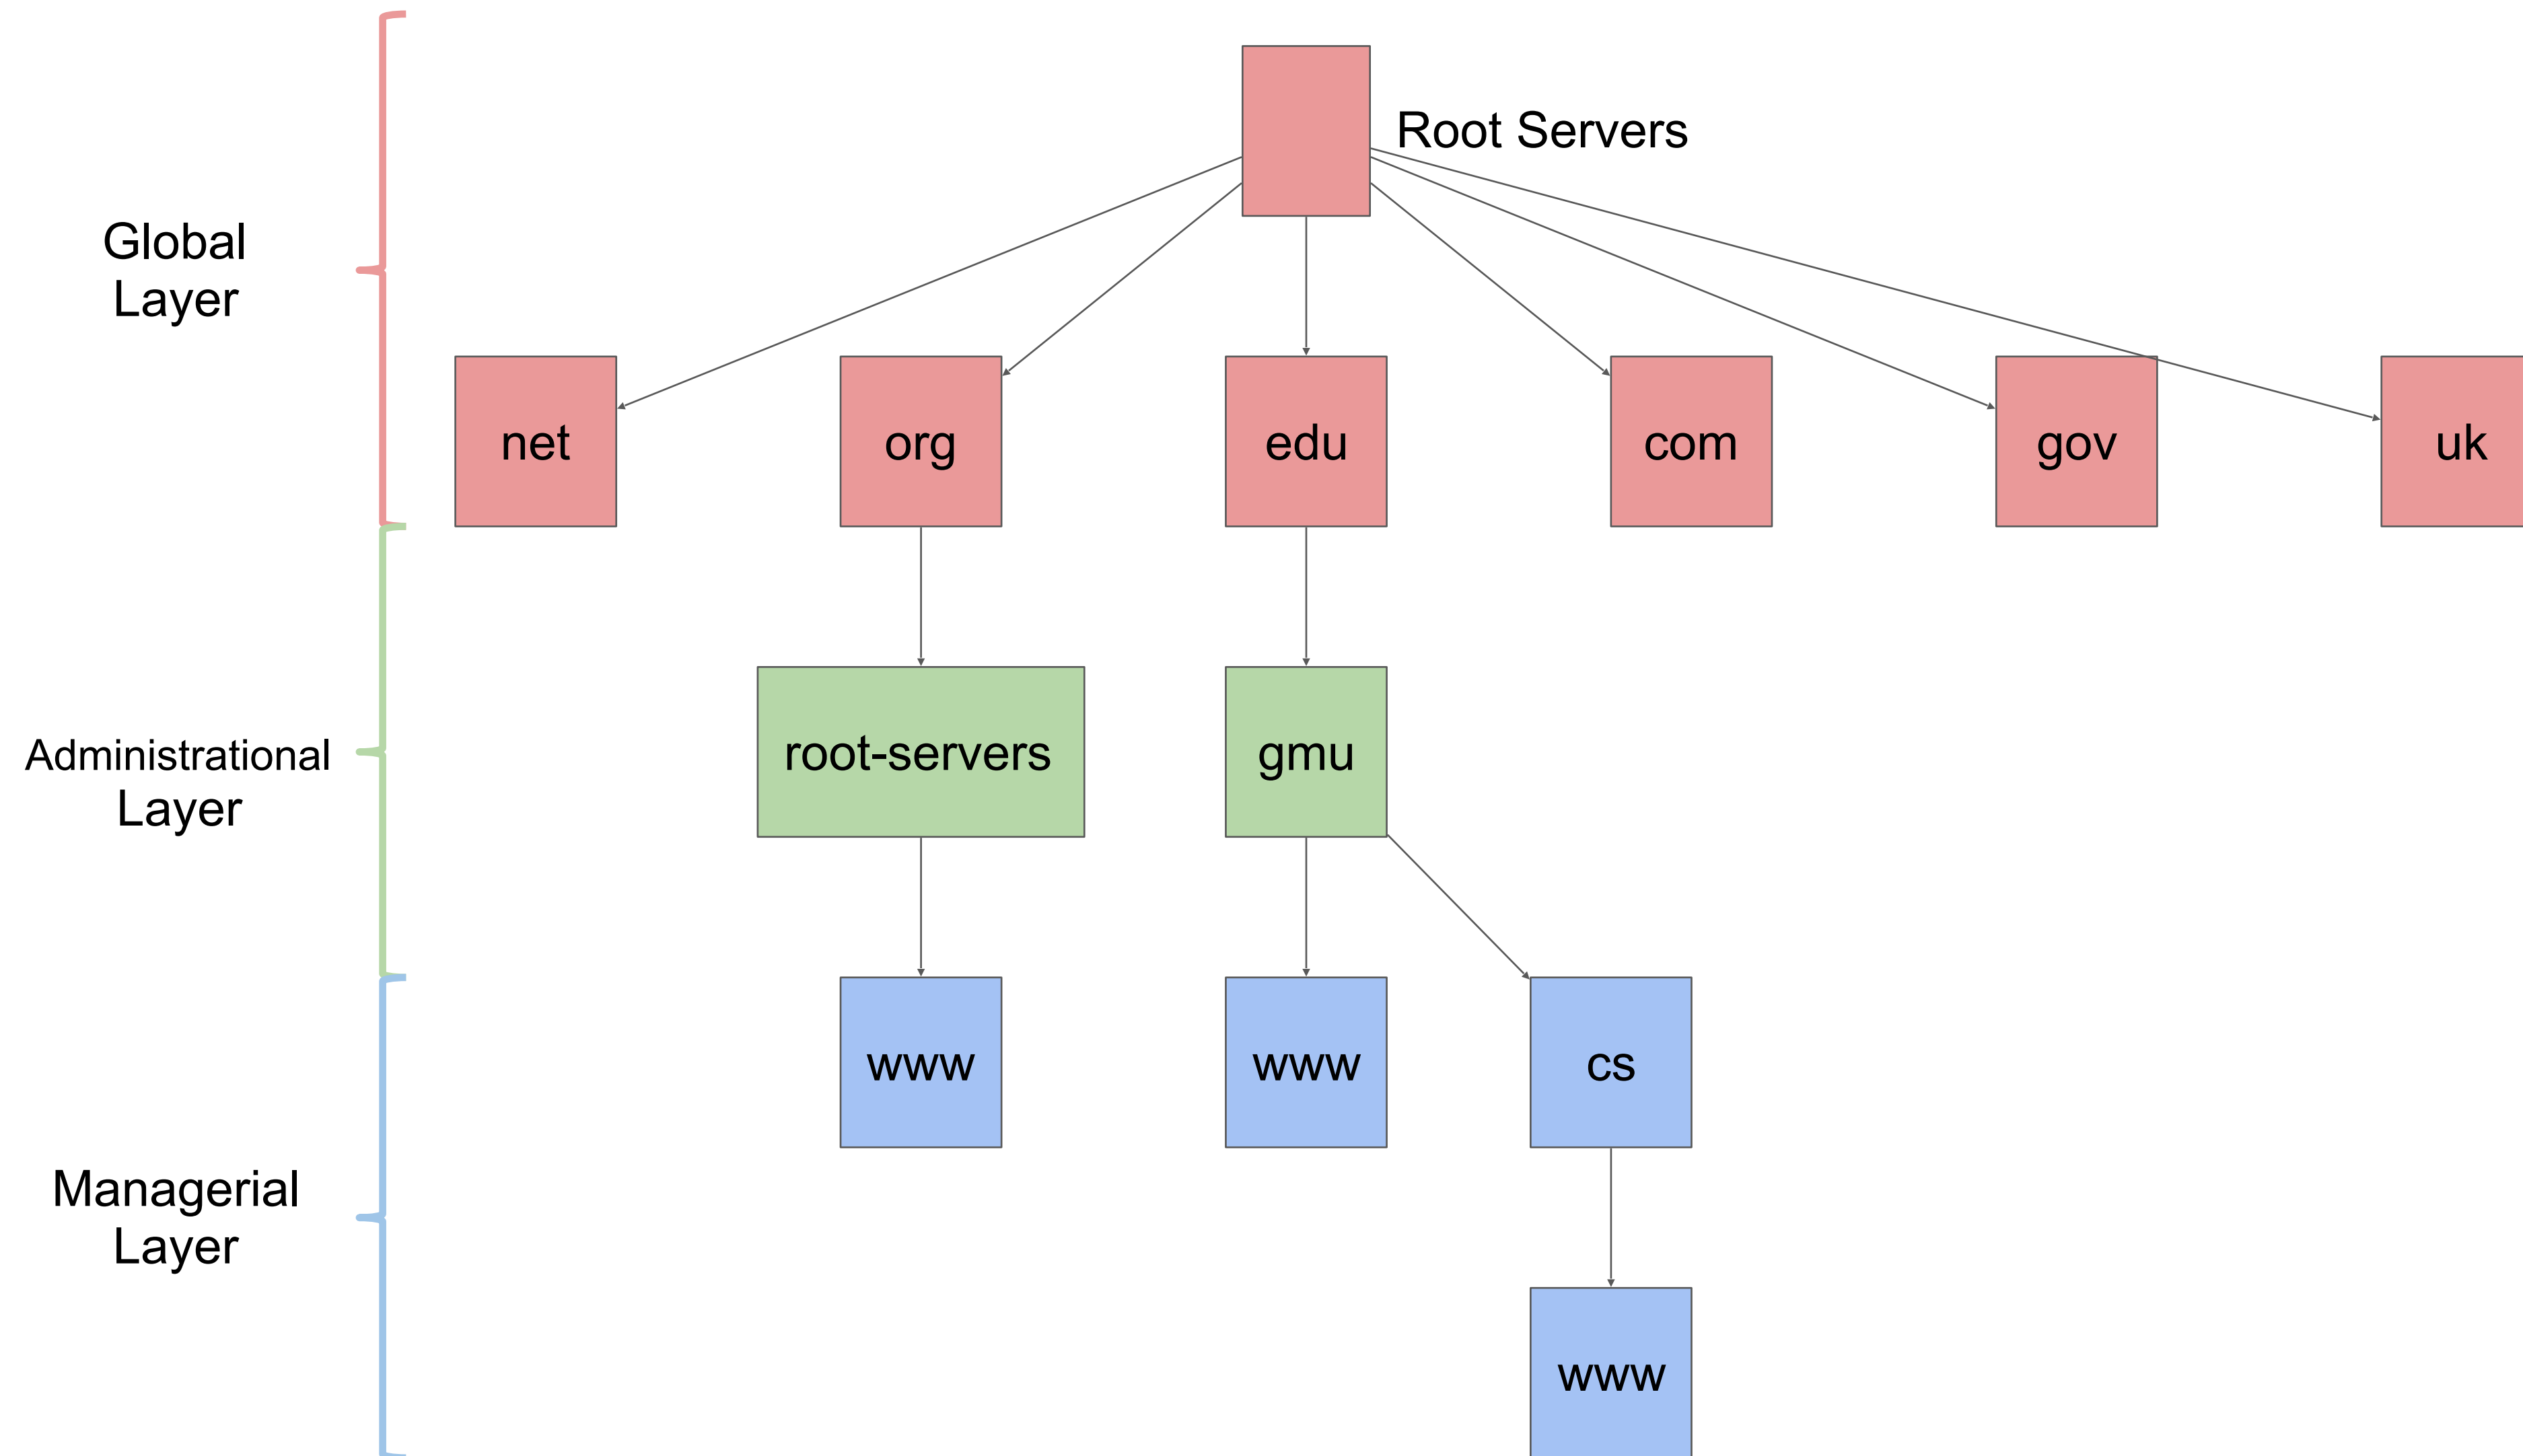 Root Servers
Global
Layer
net
org
edu
com
gov
uk
Administrational
Layer
root-servers
gmu
www
www
cs
Managerial
Layer
www